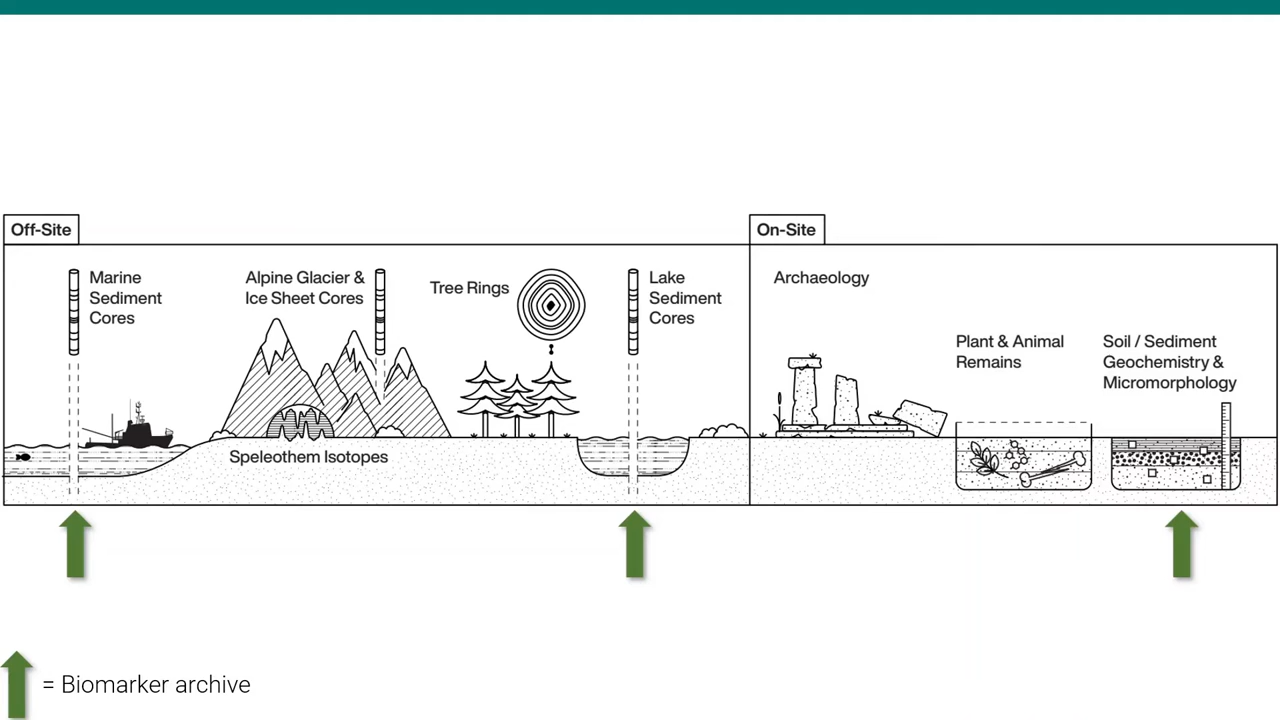 Off-Site
On-Site
Marine
Sediment
Cores
Alpine Glacier &
Ice Sheet Cores
Tree Rings
Lake
Sediment
Cores
Archaeology
Plant & Animal
Remains
Soil / Sediment
Geochemistry &
Micromorphology
Speleothem Isotopes
= Biomarker archive